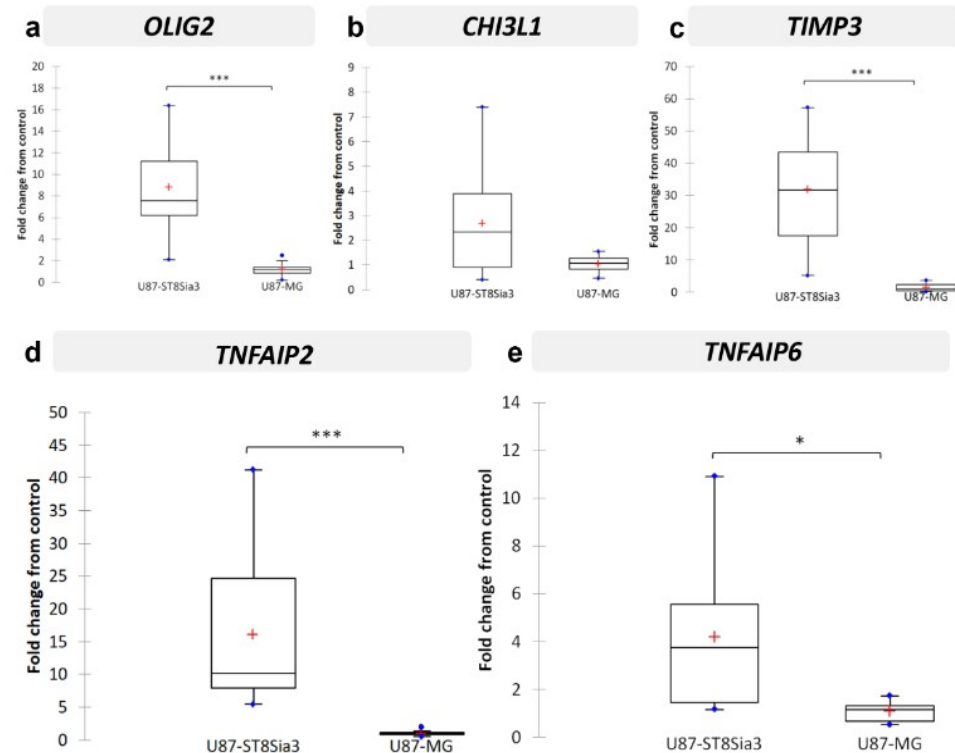 a
OLIG2
b
CHI3L1
c
TIMP3
Fold change from control
20
18
16
14
12
10
8
6
4
2
0
***
U87-ST8Sia3
U87-MG
Fold change from control
9
8
7
6
5
4
3
2
1
0
U87-ST8Sia3
U87-MG
Fold change from control
70
60
50
40
30
20
10
0
***
U87-ST8Sia3
U87-MG
d
TNFAIP2
e
TNFAIP6
Fold change from control
50
45
40
35
30
25
20
15
10
5
0
***
U87-ST8Sia3
U87-MG
Fold change from control
14
12
10
8
6
4
2
0
*
U87-ST8Sia3
U87-MG